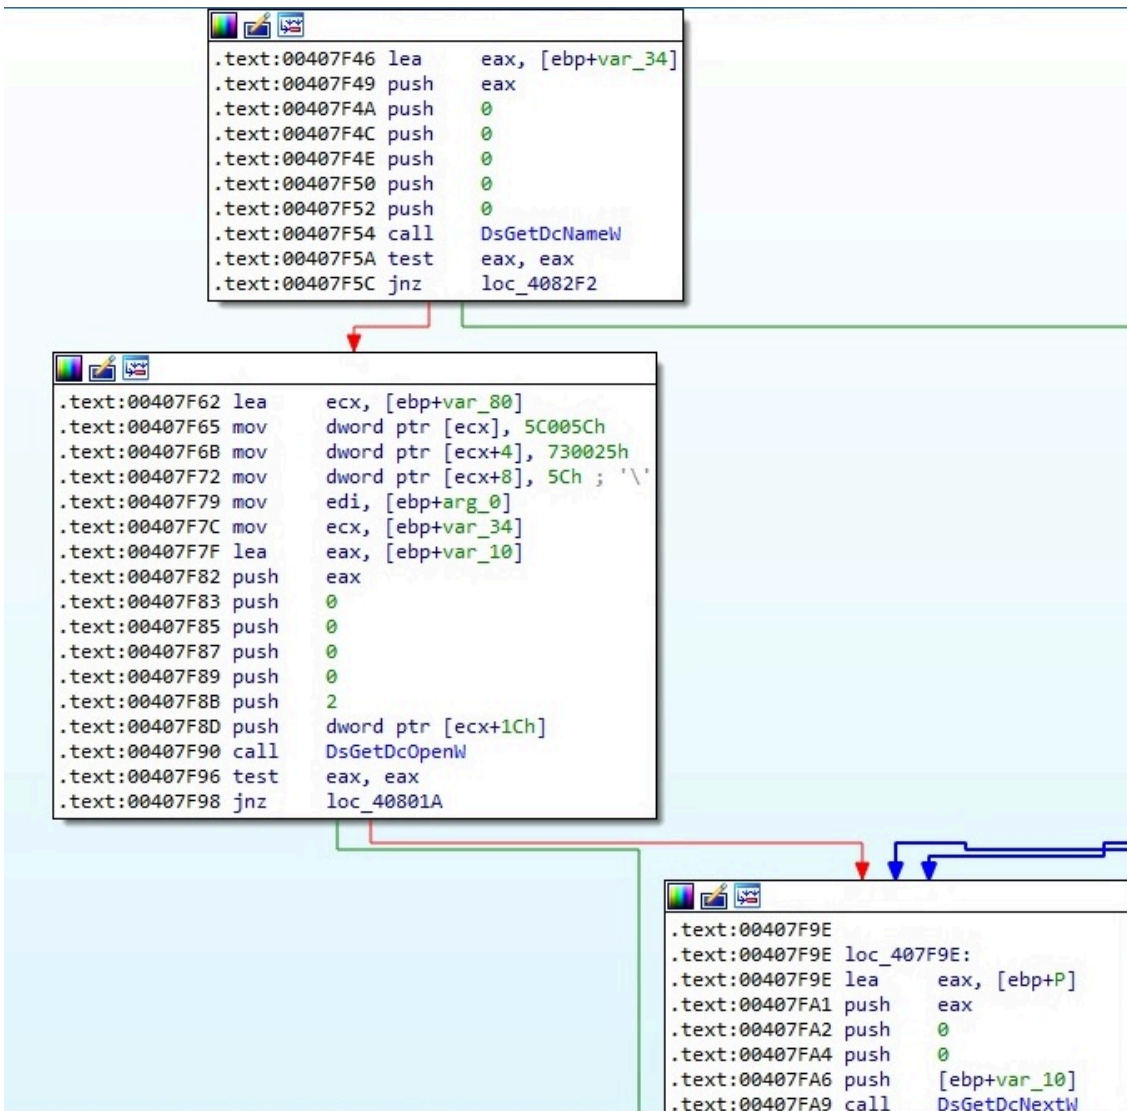 .text:00407F46 lea eax, [ebp+var_34]
.text:00407F49 push eax
.text:00407F4A push 0
.text:00407F4C push 0
.text:00407F4E push 0
.text:00407F50 push 0
.text:00407F52 push 0
.text:00407F54 call DsGetDcNameW
.text:00407F5A test eax, eax
.text:00407F5C jnz loc_4082F2
.text:00407F62 lea ecx, [ebp+var_80]
.text:00407F65 mov dword ptr [ecx], 5C005Ch
.text:00407F6B mov dword ptr [ecx+4], 730025h
.text:00407F72 mov dword ptr [ecx+8], 5Ch ; '\'
.text:00407F79 mov edi, [ebp+arg_0]
.text:00407F7C mov ecx, [ebp+var_34]
.text:00407F7F lea eax, [ebp+var_10]
.text:00407F82 push eax
.text:00407F83 push 0
.text:00407F85 push 0
.text:00407F87 push 0
.text:00407F89 push 0
.text:00407F8B push 2
.text:00407F8D push dword ptr [ecx+1Ch]
.text:00407F90 call DsGetDcOpenW
.text:00407F96 test eax, eax
.text:00407F98 jnz loc_40801A
.text:00407F9E
.text:00407F9E loc_407F9E:
.text:00407F9E lea eax, [ebp+P]
.text:00407FA1 push eax
.text:00407FA2 push 0
.text:00407FA4 push 0
.text:00407FA6 push [ebp+var_10]
.text:00407FA9 call DsGetDcNextW